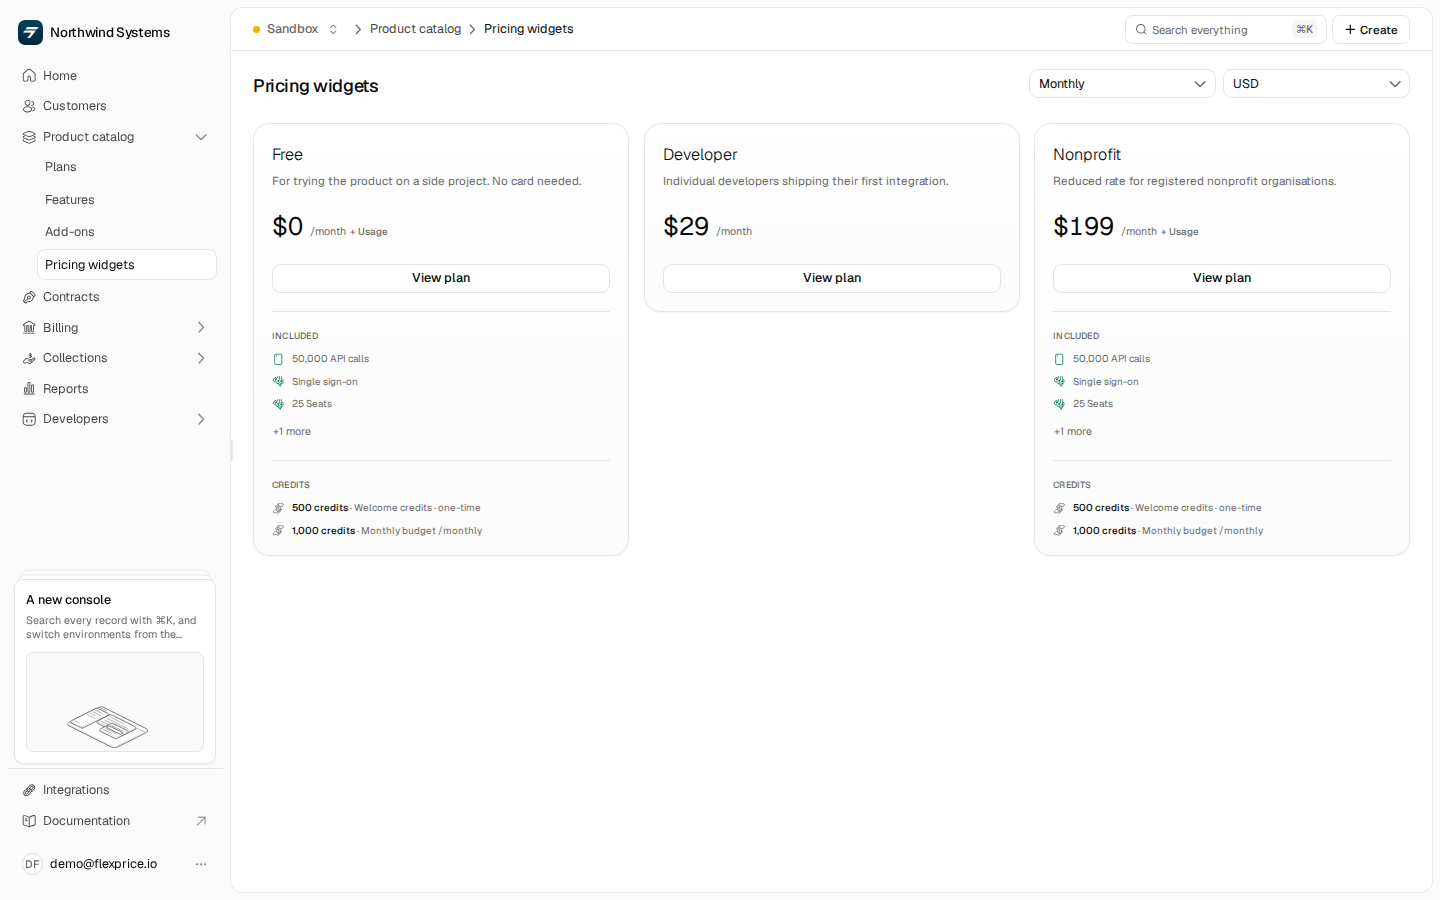 Northwind Systems
Home
Customers
Product catalog
Plans
Features
Add-ons
Pricing widgets
Contracts
Billing
Collections
Reports
Developers
A new console
Search every record with ⌘K, and
switch environments from the...
Integrations
Documentation
DF
demo@flexprice.io
Sandbox
Product catalog
Pricing widgets
Search everything
⌘K
Create
Pricing widgets
Monthly
USD
Free
For trying the product on a side project. No card needed.
$0 /month + Usage
View plan
INCLUDED
50,000 API calls
Single sign-on
25 Seats
+1 more
CREDITS
500 credits · Welcome credits · one-time
1,000 credits · Monthly budget / monthly
Developer
Individual developers shipping their first integration.
$29 /month
View plan
Nonprofit
Reduced rate for registered nonprofit organisations.
$199 /month + Usage
View plan
INCLUDED
50,000 API calls
Single sign-on
25 Seats
+1 more
CREDITS
500 credits · Welcome credits · one-time
1,000 credits · Monthly budget / monthly